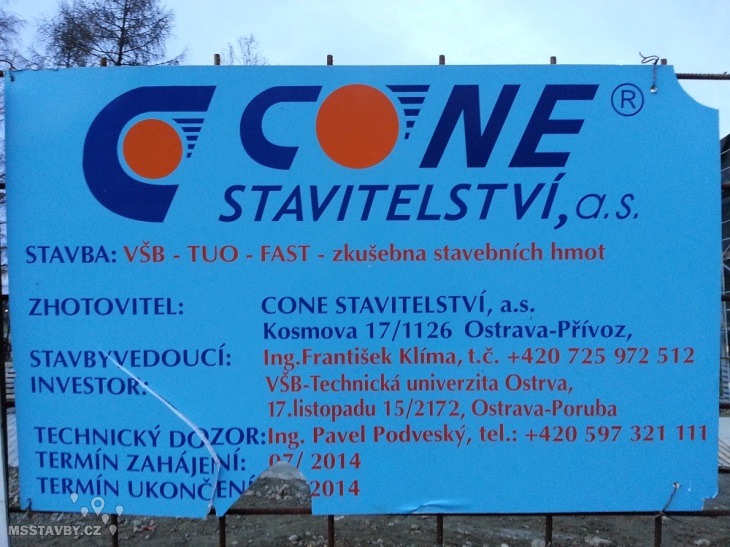 CONE ®
STAVITELSTVÍ, a.s.
STAVBA: VŠB - TUO - FAST - zkušebna stavebních hmot
ZHOTOVITEL: CONE STAVITELSTVÍ, a.s.
Kosmova 17/1126 Ostrava-Přívoz,
STAVBYVEDOUCÍ: Ing.František Klíma, t.č. +420 725 972 512
INVESTOR: VŠB-Technická univerzita Ostrva,
17.listopadu 15/2172, Ostrava-Poruba
TECHNICKÝ DOZOR:Ing. Pavel Podveský, tel.: +420 597 321 111
TERMÍN ZAHÁJENÍ: 07/ 2014
TERMÍN UKONČENÍ 2014
MSSTAVBY.CZ